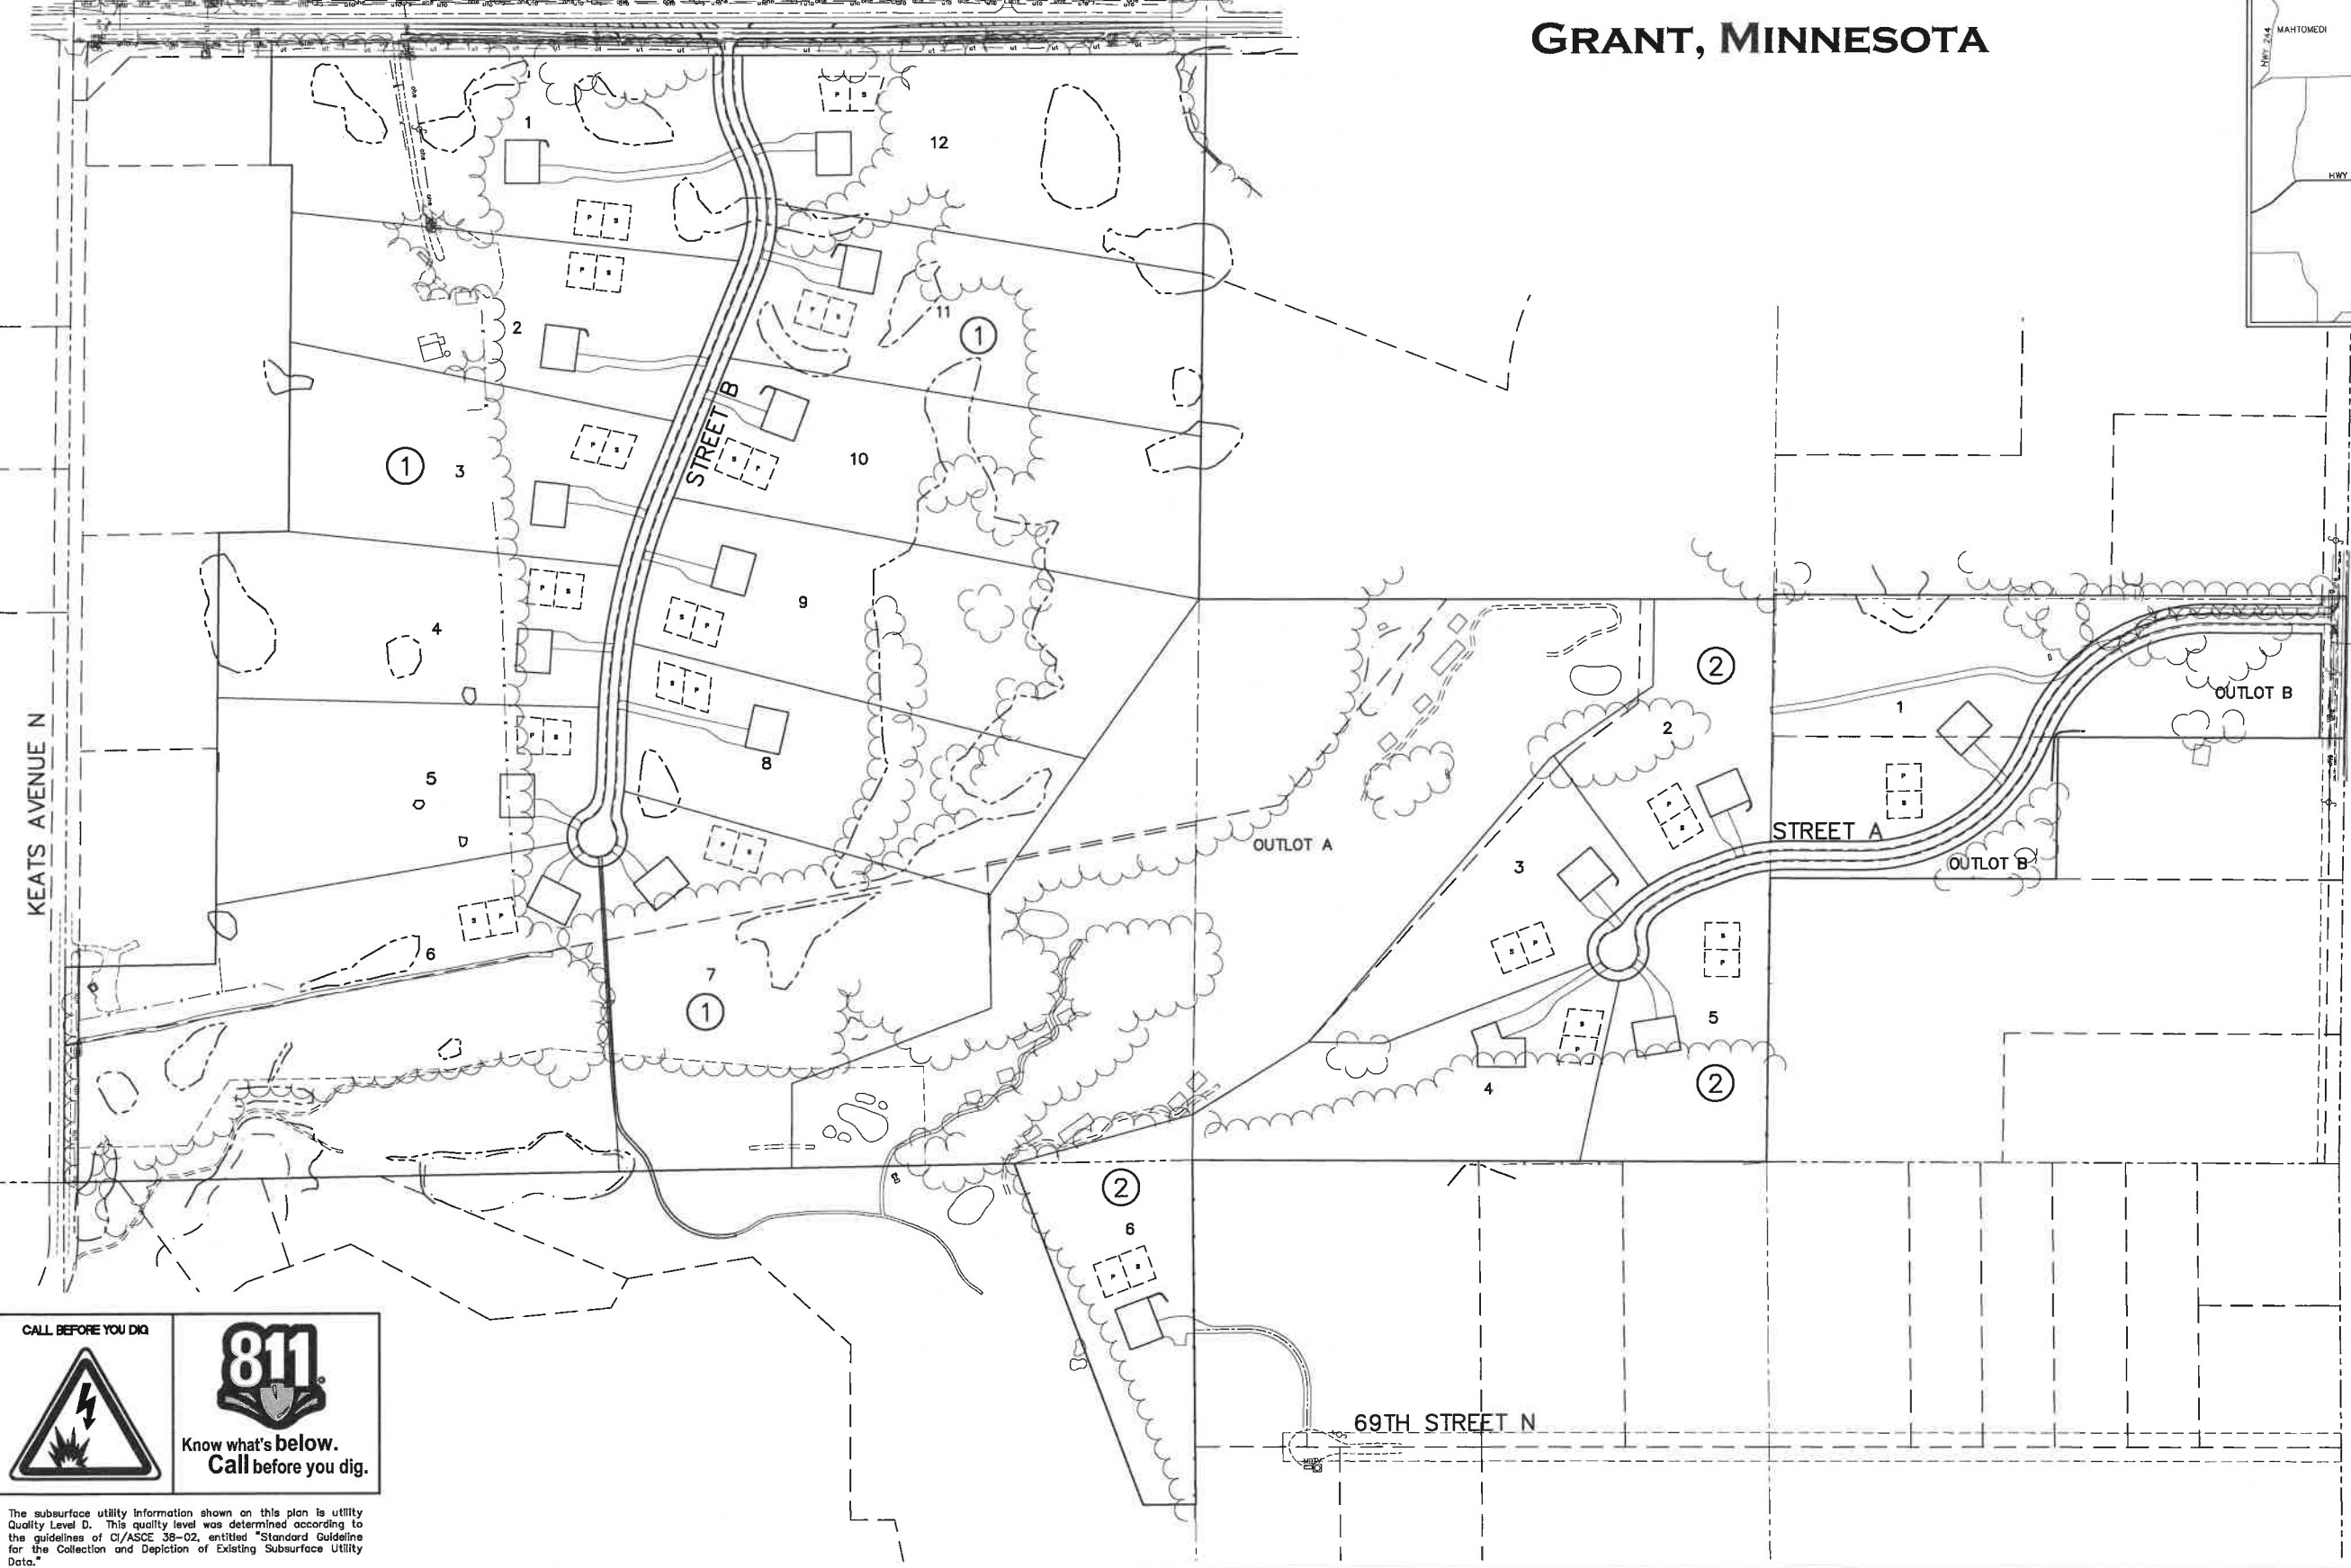 GRANT, MINNESOTA
MAHTOMEDI
HWY 244
HWY
1
12
P S
P S
P S
2
11
1
P S
STREET B
P S
1
3
10
S P
P S
4
9
S P
S P
P S
5
8
KEATS AVENUE N
P S
S P
6
7
1
OUTLOT A
2
2
1
OUTLOT B
P
S
P
S
STREET A
OUTLOT B
3
S P
S
P
5
S
P
4
2
2
6
P S
69TH STREET N
CALL BEFORE YOU DIG
811
Know what's below.
Call before you dig.
The subsurface utility information shown on this plan is utility
Quality Level D. This quality level was determined according to
the guidelines of CI/ASCE 38-02, entitled "Standard Guideline
for the Collection and Depiction of Existing Subsurface Utility
Data."